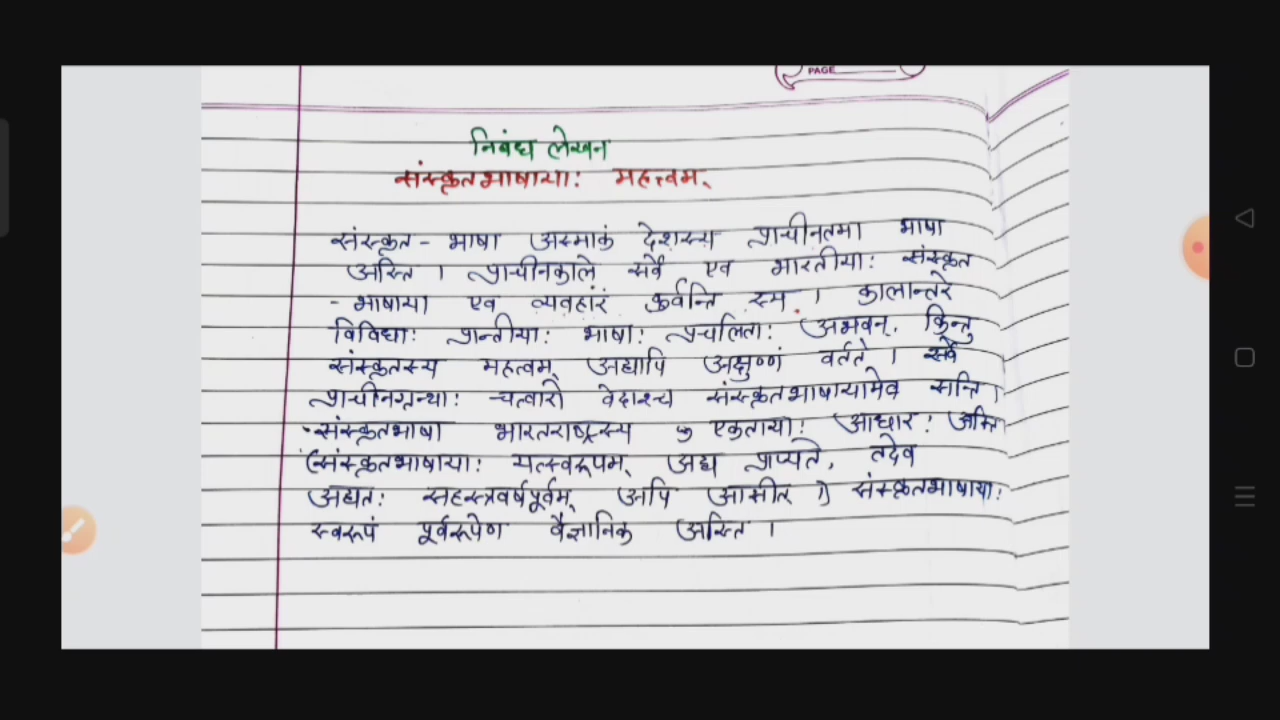 PAGE
निबंध लेखन
संस्कृतभाषाया: महत्त्वम्
संस्कृत - भाषा अस्माकं देशस्य प्राचीनतमा भाषा
अस्ति । प्राचीनकाले सर्वे एव भारतीया: संस्कृत
- भाषाया एव व्यवहारं कुर्वन्ति स्म । कालान्तरे
विविधा: प्रान्तीया: भाषा: प्रचलिता: अभवन्, किन्तु
संस्कृतस्य महत्वम् अद्यापि अक्षुण्णं वर्तते । सर्वे
प्राचीनग्रन्था: चत्वारो वेदाश्च संस्कृतभाषायामेव सन्ति ।
संस्कृतभाषा भारतराष्ट्रस्य एकताया: आधार: अस्ति
(संस्कृतभाषाया: यत्स्वरूपम् अद्य प्राप्यते, तदेव
अद्यत: सहस्त्रवर्षपूर्वम् अपि आसीत् ।) संस्कृतभाषाया:
स्वरूपं पूर्वरूपेण वैज्ञानिक अस्ति ।